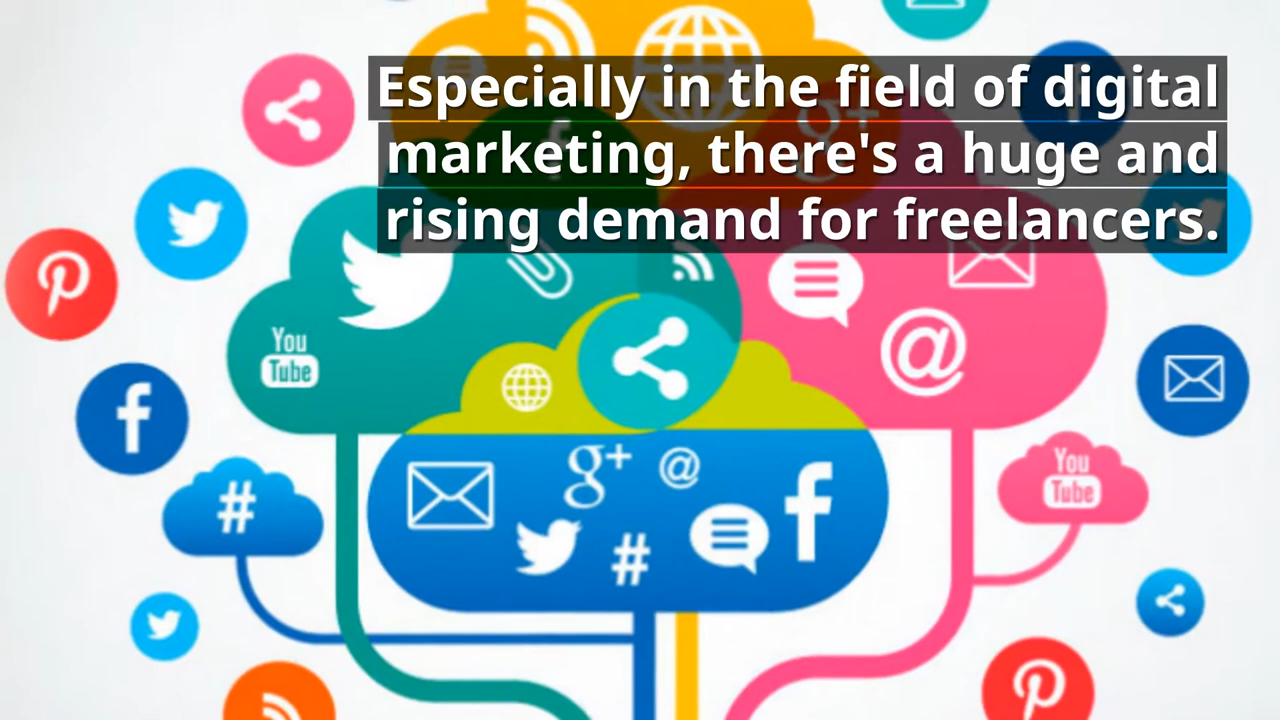 Especially in the field of digital
marketing, there's a huge and
rising demand for freelancers.
g+
@
You
Tube
You
Tube
#
g+
@
#